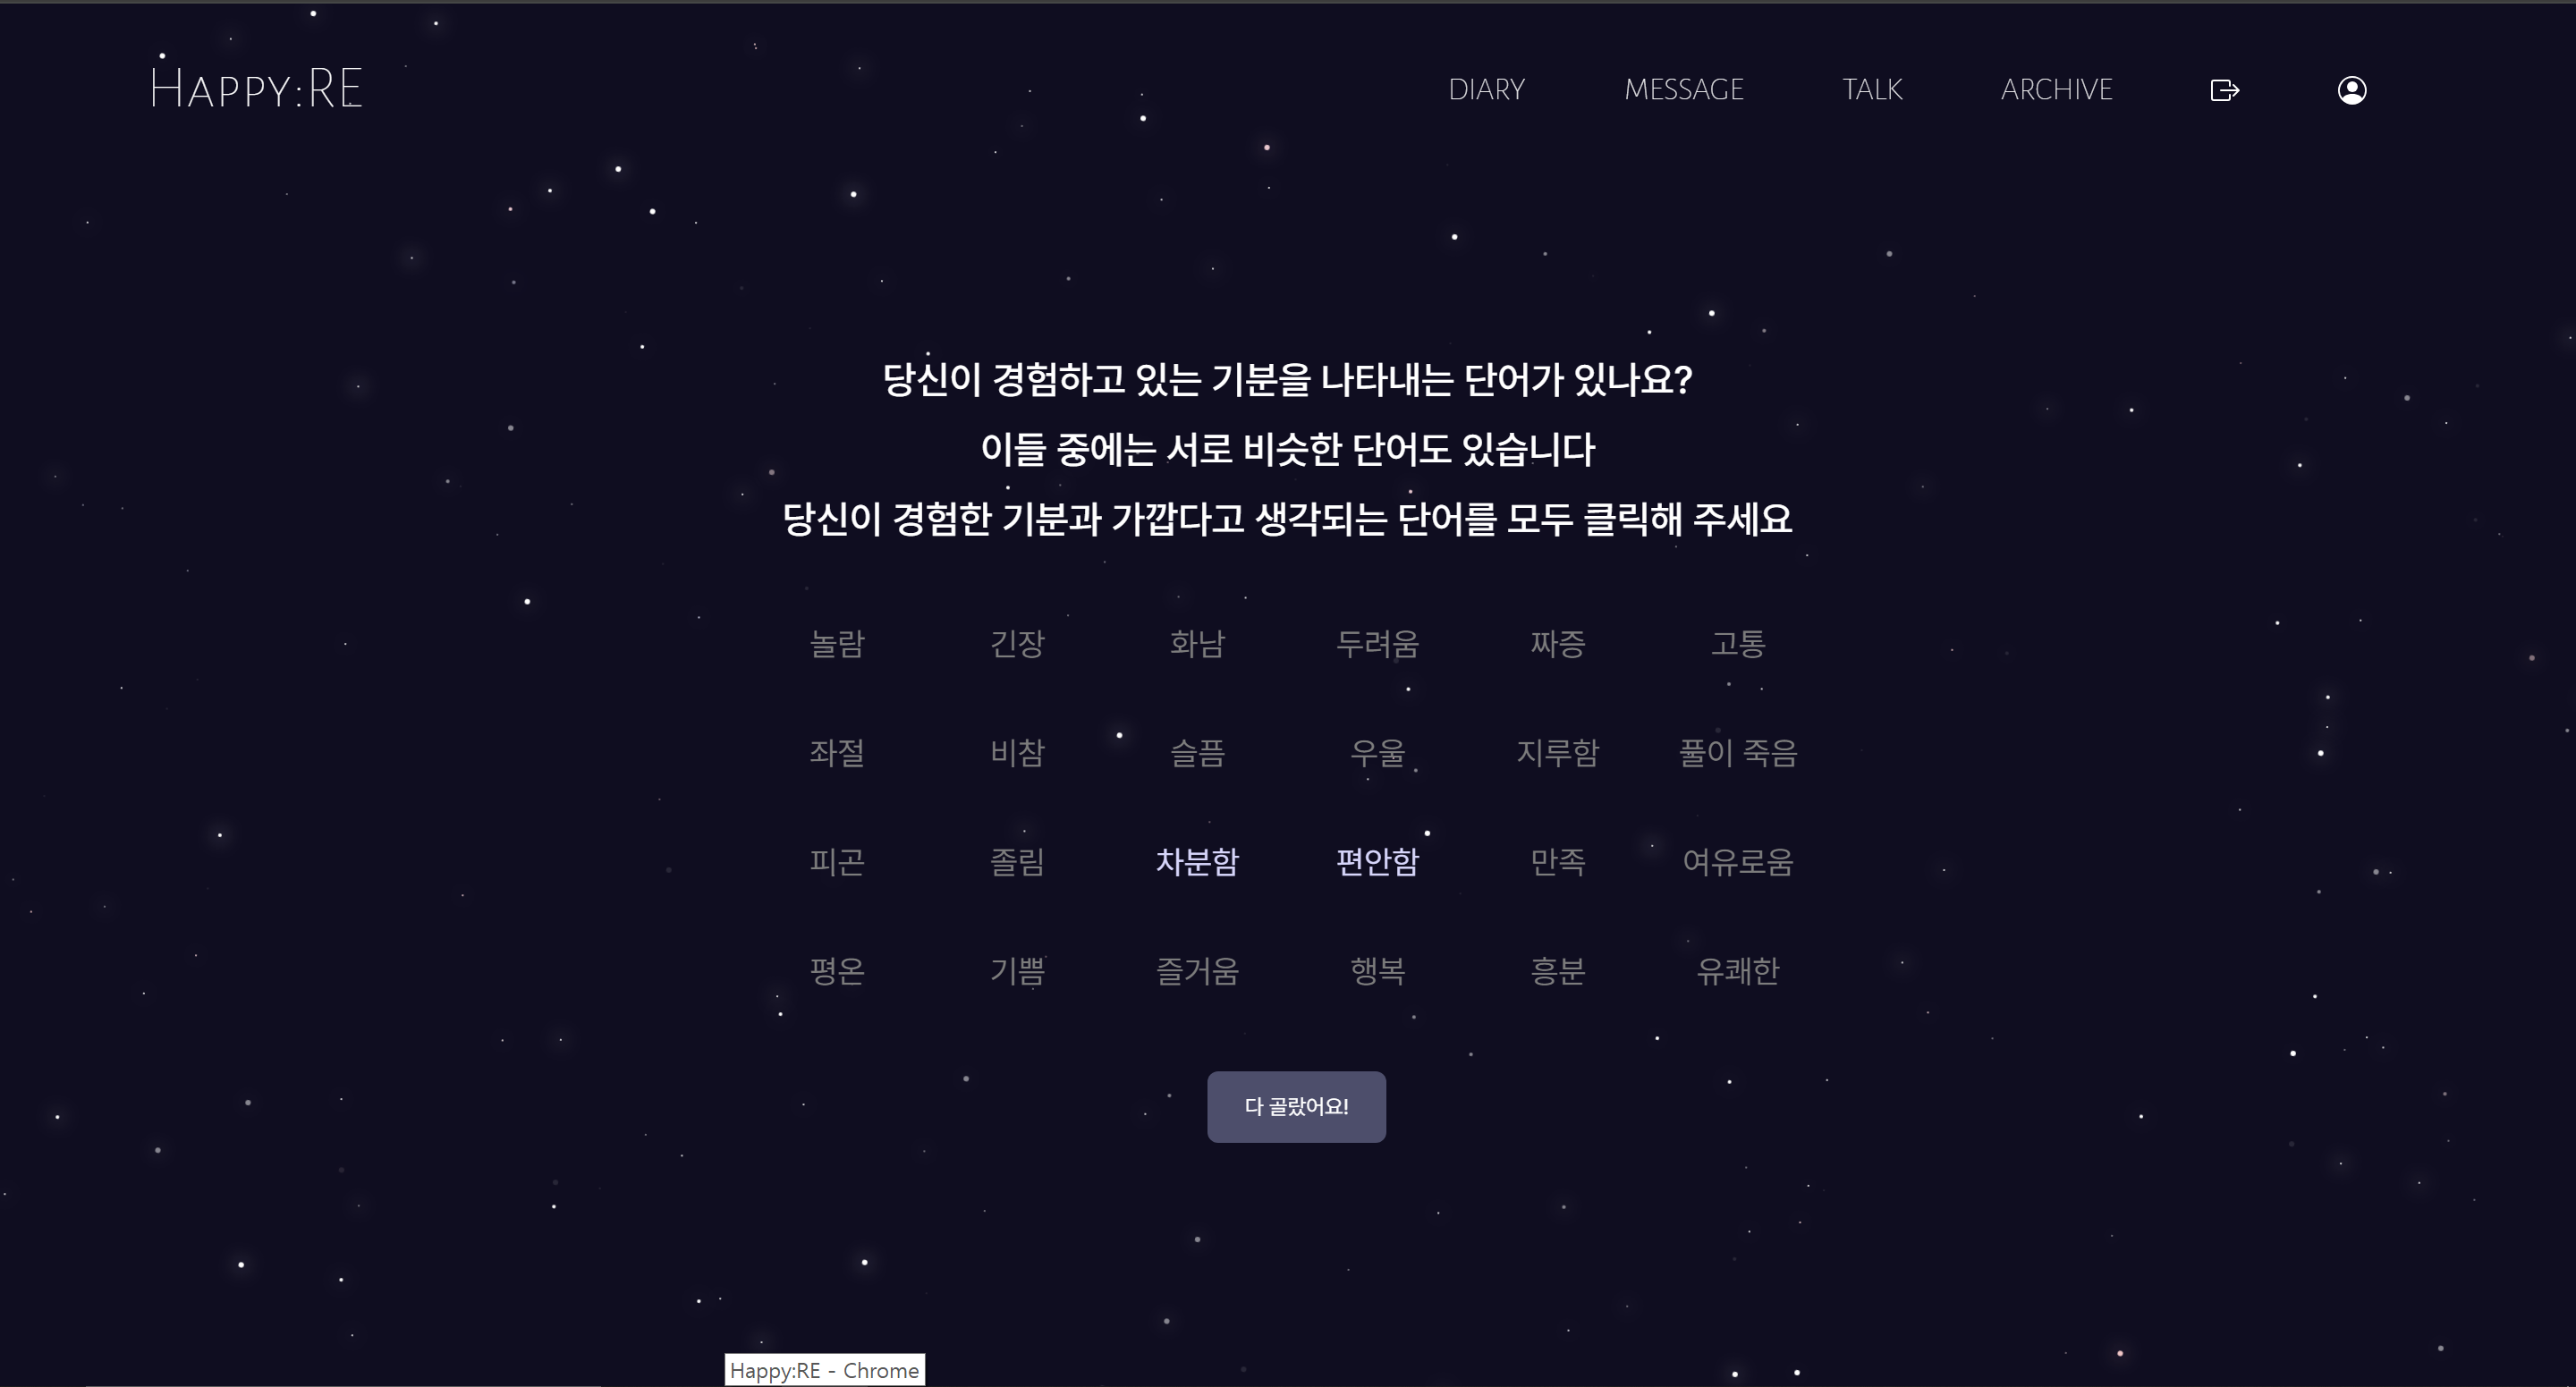 Happy:RE
DIARY MESSAGE TALK ARCHIVE
당신이 경험하고 있는 기분을 나타내는 단어가 있나요?
이들 중에는 서로 비슷한 단어도 있습니다
당신이 경험한 기분과 가깝다고 생각되는 단어를 모두 클릭해 주세요
놀람 긴장 화남 두려움 짜증 고통
좌절 비참 슬픔 우울 지루함 풀이 죽음
피곤 졸림 차분함 편안함 만족 여유로움
평온 기쁨 즐거움 행복 흥분 유쾌한
다 골랐어요!
Happy:RE - Chrome